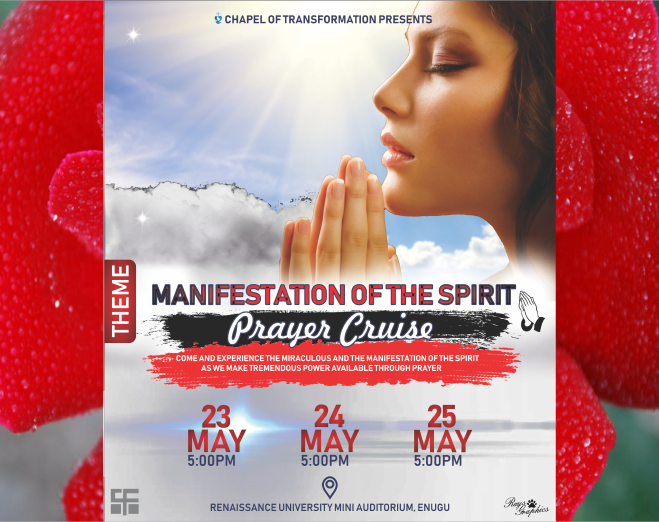 CHAPEL OF TRANSFORMATION PRESENTS
THEME
MANIFESTATION OF THE SPIRIT
Prayer Cruise
COME AND EXPERIENCE THE MIRACULOUS AND THE MANIFESTATION OF THE SPIRIT
AS WE MAKE TREMENDOUS POWER AVAILABLE THROUGH PRAYER
23 24 25
MAY MAY MAY
5:00PM 5:00PM 5:00PM
RENAISSANCE UNIVERSITY MINI AUDITORIUM, ENUGU
Rays
Graphics